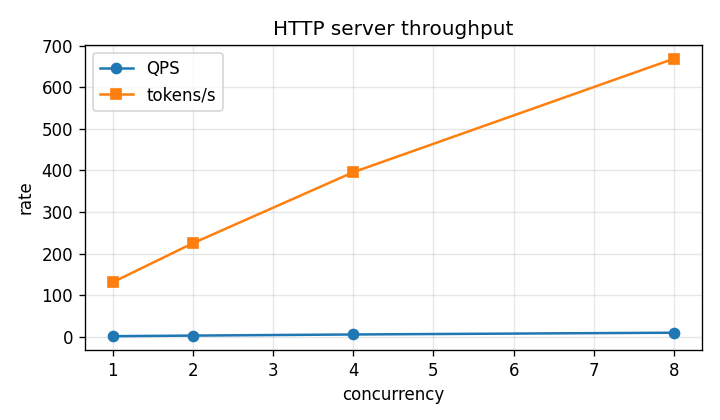 HTTP server throughput
QPS
tokens/s
rate
700
600
500
400
300
200
100
0
1 2 3 4 5 6 7 8
concurrency